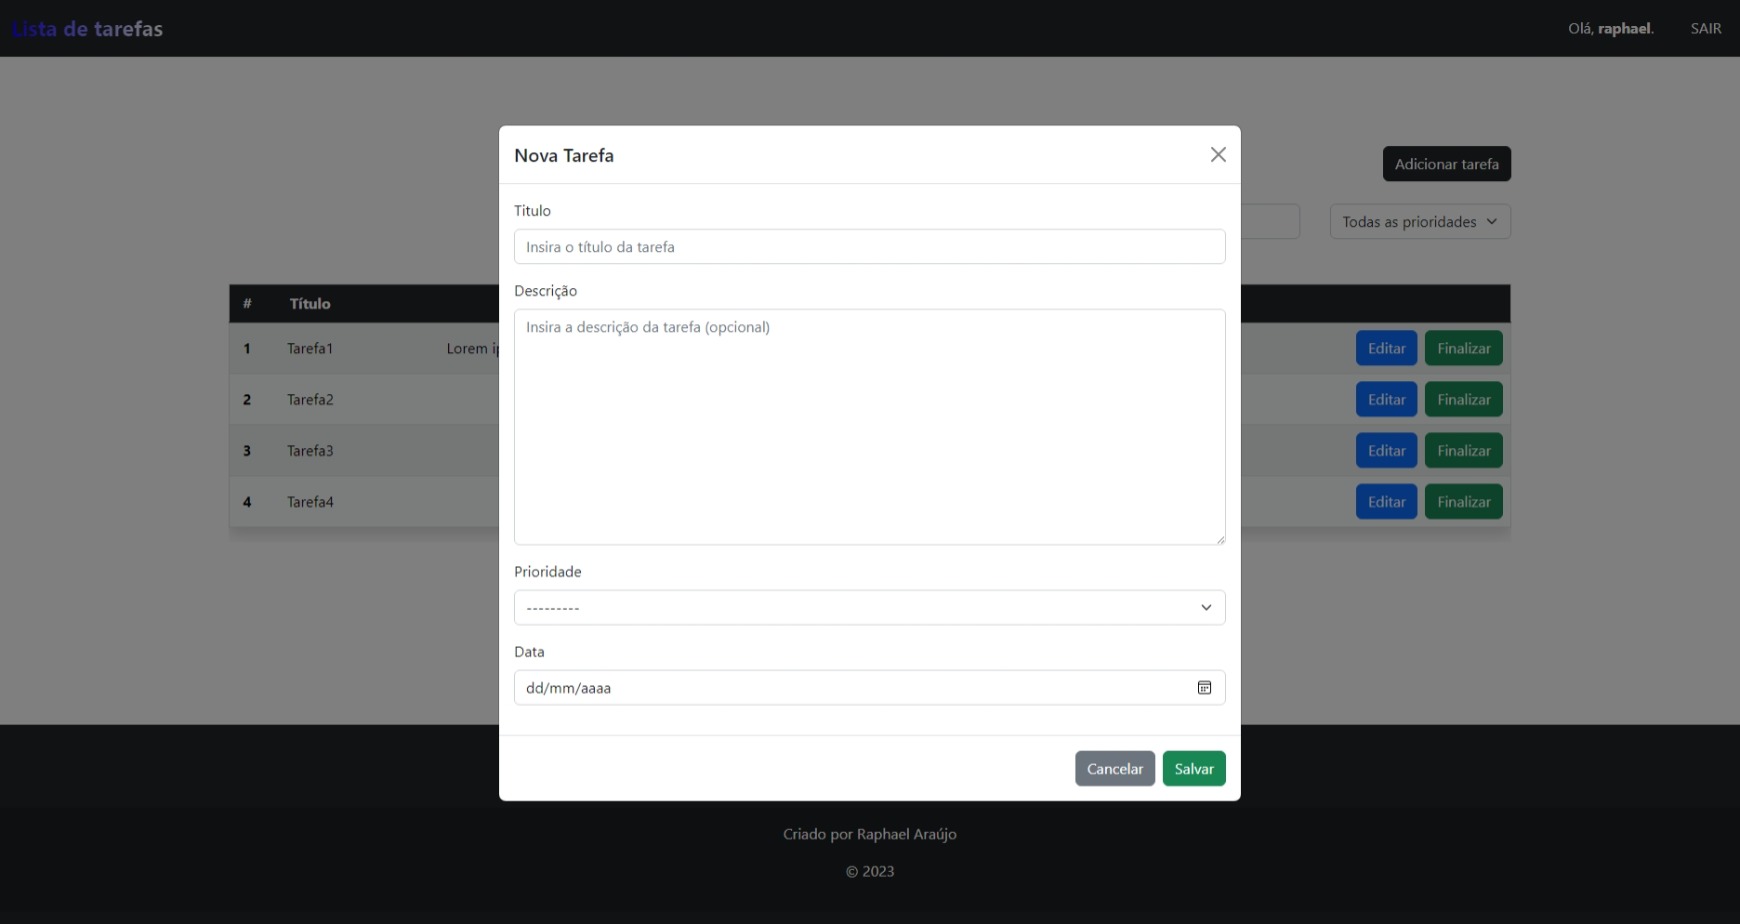 Lista de tarefas
Olá, raphael.
SAIR
Nova Tarefa
Adicionar tarefa
Titulo
Insira o título da tarefa
Todas as prioridades
Descrição
Insira a descrição da tarefa (opcional)
# Título
1 Tarefa1 Lorem Editar Finalizar
2 Tarefa2 Editar Finalizar
3 Tarefa3 Editar Finalizar
4 Tarefa4 Editar Finalizar
Prioridade
---------
Data
dd/mm/aaaa
Cancelar Salvar
Criado por Raphael Araújo
© 2023